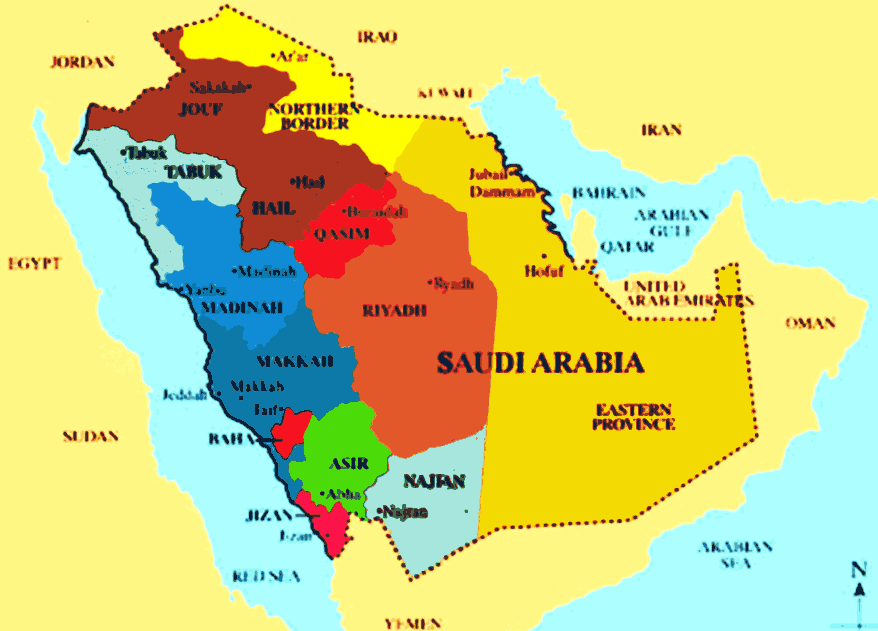 IRAQ
Ar'ar
JORDAN
Sakakah
JOUF
KUWAIT
NORTHERN
BORDER
IRAN
Tabuk
TABUK
Jubail
Dammam
Hail
HAIL
BAHRAIN
QASIM
ARABIAN
GULF
QATAR
EGYPT
Madinah
Hofuf
Ryadh
Yanbu
UNITED
ARAB EMIRATES
MADINAH
RIYADH
OMAN
MAKKAH
SAUDI ARABIA
Makkah
Jeddah
Taif
EASTERN
PROVINCE
SUDAN
BAHA
ASIR
NAJRAN
Abha
Najran
JIZAN
Jizan
ARABIAN
SEA
RED SEA
N
YEMEN